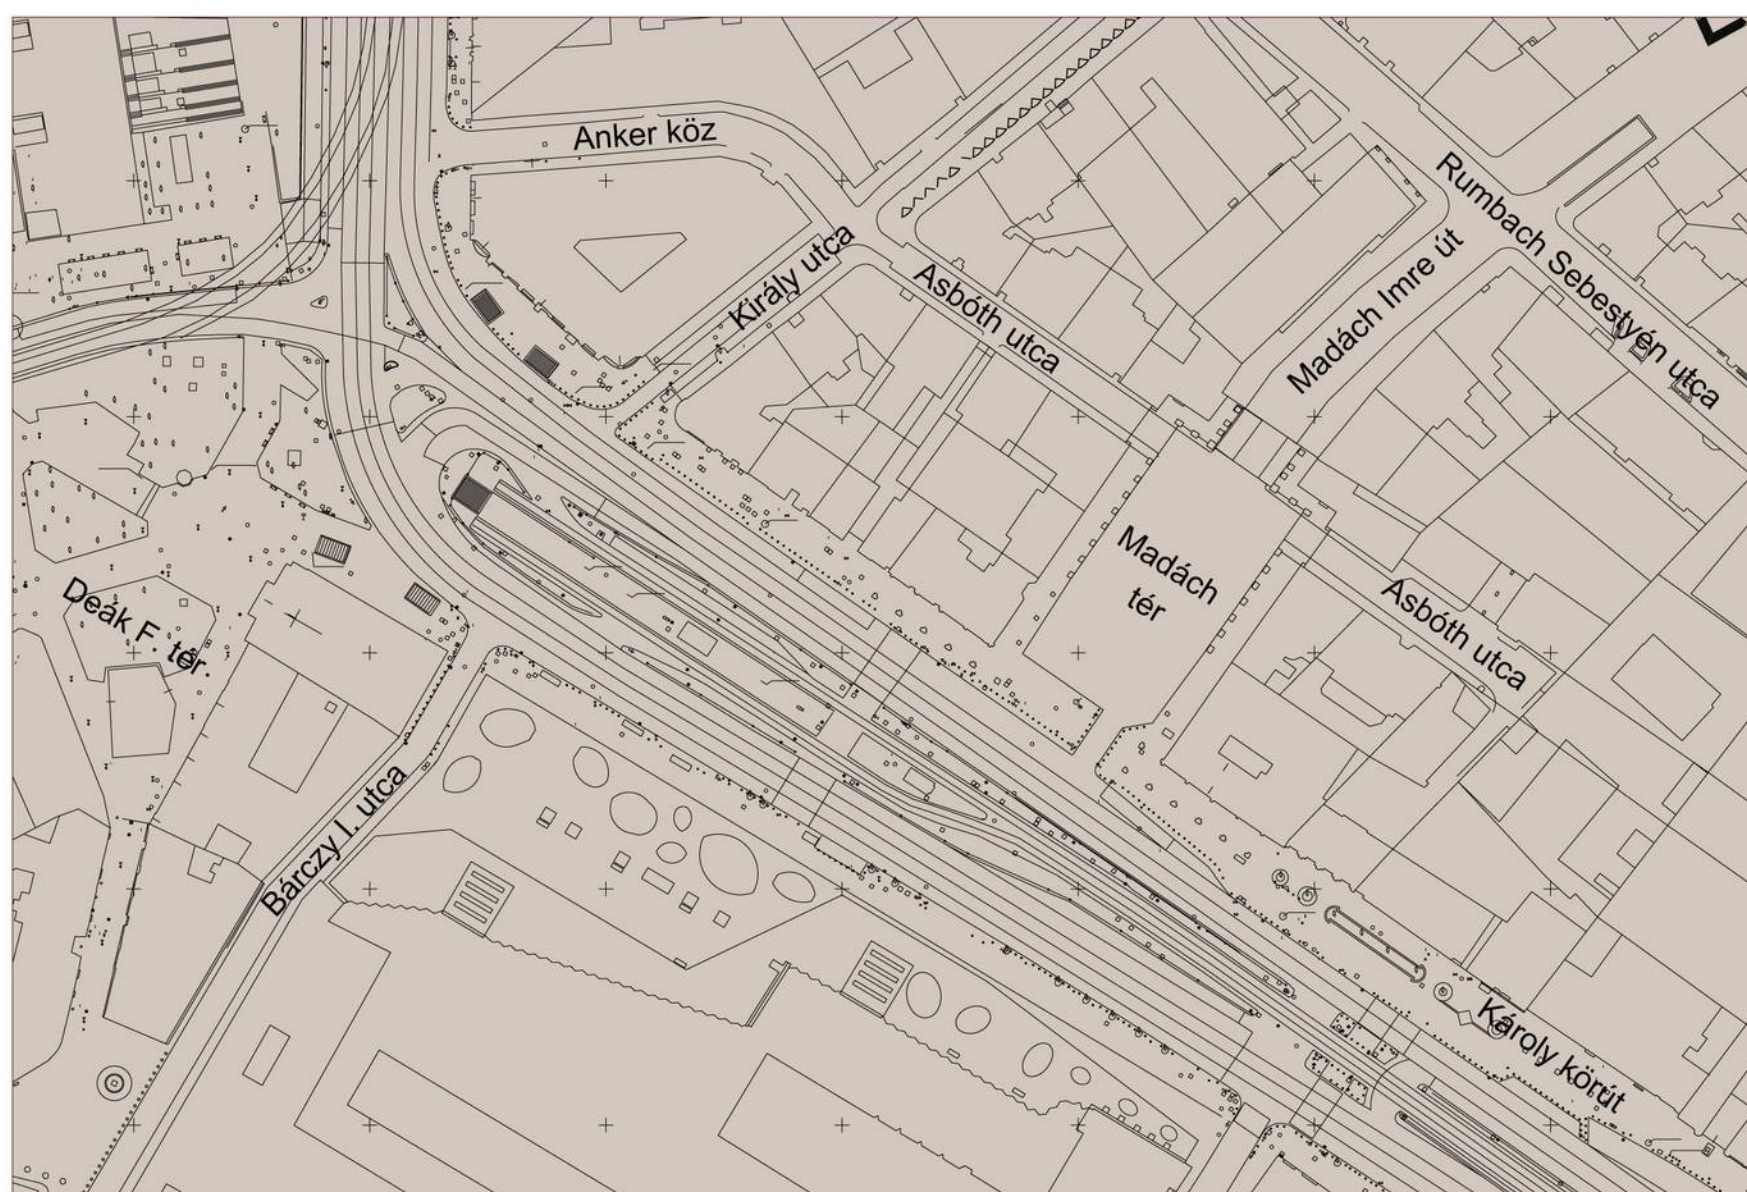 Anker köz
Rumbach Sebestyén utca
Király utca
Asbóth utca
Madách Imre út
Madách
tér
Deák F. tér.
Asbóth utca
Bárczy I. utca
Károly körút